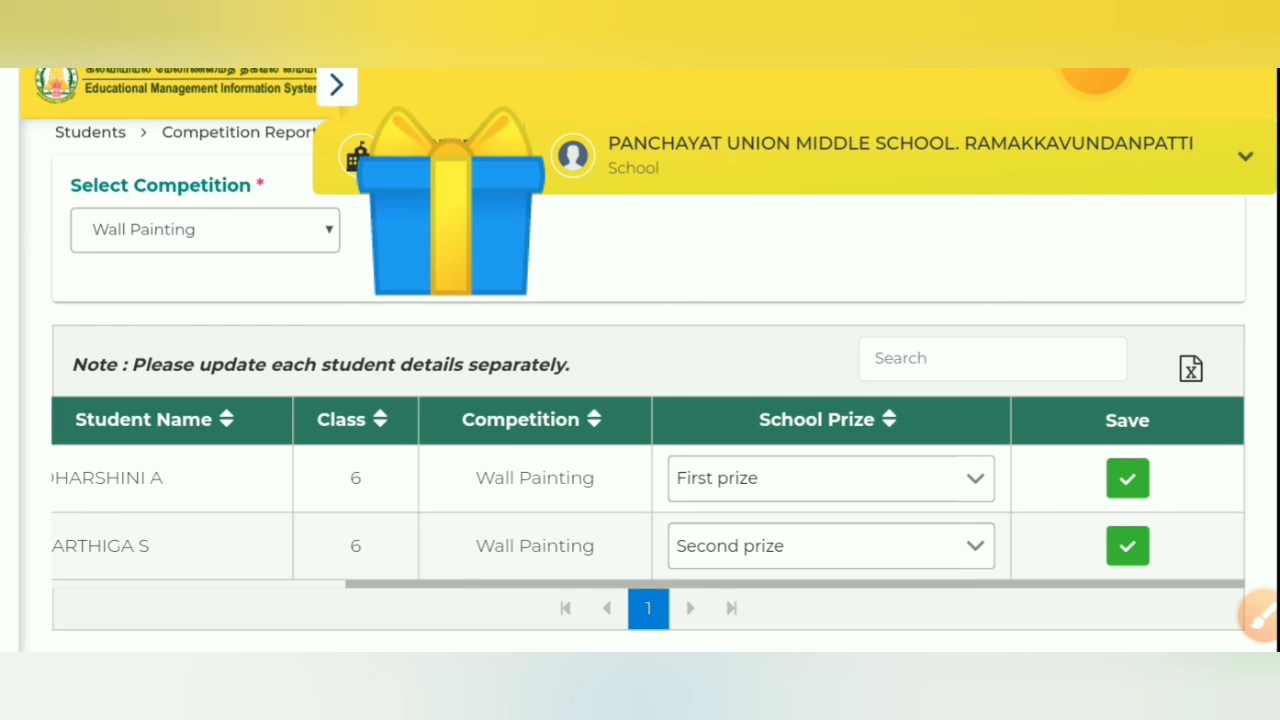 Educational Management Information System
Students > Competition Report
PANCHAYAT UNION MIDDLE SCHOOL. RAMAKKAVUNDANPATTI
School
Select Competition *
Wall Painting
Note : Please update each student details separately.
Search
Student Name Class Competition School Prize Save
HARSHINI A 6 Wall Painting First prize
ARTHIGA S 6 Wall Painting Second prize
1